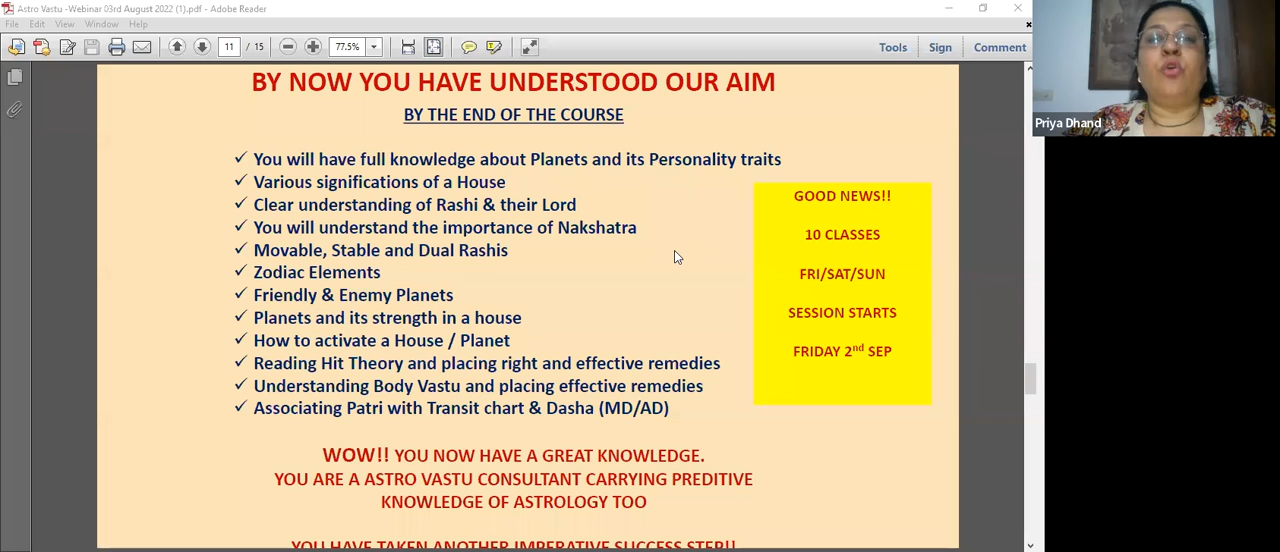 Astro Vastu -Webinar 03rd August 2022 (1).pdf - Adobe Reader
File Edit View Window Help
11 / 15 77.5% Tools Sign Comment
Priya Dhand
BY NOW YOU HAVE UNDERSTOOD OUR AIM
BY THE END OF THE COURSE
✓ You will have full knowledge about Planets and its Personality traits
✓ Various significations of a House
✓ Clear understanding of Rashi & their Lord
✓ You will understand the importance of Nakshatra
✓ Movable, Stable and Dual Rashis
✓ Zodiac Elements
✓ Friendly & Enemy Planets
✓ Planets and its strength in a house
✓ How to activate a House / Planet
✓ Reading Hit Theory and placing right and effective remedies
✓ Understanding Body Vastu and placing effective remedies
✓ Associating Patri with Transit chart & Dasha (MD/AD)
GOOD NEWS!!
10 CLASSES
FRI/SAT/SUN
SESSION STARTS
FRIDAY 2nd SEP
WOW!! YOU NOW HAVE A GREAT KNOWLEDGE.
YOU ARE A ASTRO VASTU CONSULTANT CARRYING PREDITIVE
KNOWLEDGE OF ASTROLOGY TOO
YOU HAVE TAKEN ANOTHER IMPERATIVE SUCCESS STEP!!